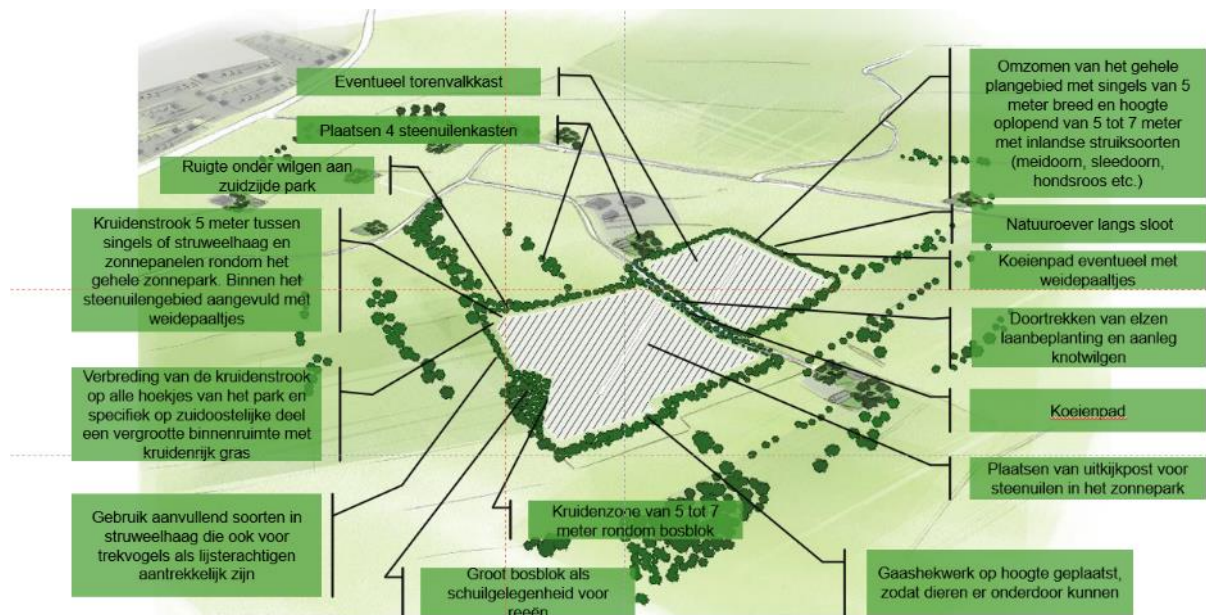 Eventueel torenvalkkast
Plaatsen 4 steenuilenkasten
Ruigte onder wilgen aan
zuidzijde park
Kruidenstrook 5 meter tussen
singels of struweelhaag en
zonnepanelen rondom het
gehele zonnepark. Binnen het
steenuilengebied aangevuld met
weidepaaltjes
Verbreding van de kruidenstrook
op alle hoekjes van het park en
specifiek op zuidoostelijke deel
een vergrootte binnenruimte met
kruidenrijk gras
Gebruik aanvullend soorten in
struweelhaag die ook voor
trekvogels als lijsterachtigen
aantrekkelijk zijn
Groot bosblok als
schuilgelegenheid voor
reeën
Kruidenzone van 5 tot 7
meter rondom bosblok
Omzomen van het gehele
plangebied met singels van 5
meter breed en hoogte
oplopend van 5 tot 7 meter
met inlandse struiksoorten
(meidoorn, sleedoorn,
hondsroos etc.)
Natuuroever langs sloot
Koeienpad eventueel met
weidepaaltjes
Doortrekken van elzen
laanbeplanting en aanleg
knotwilgen
Koeienpad
Plaatsen van uitkijkpost voor
steenuilen in het zonnepark
Gaashekwerk op hoogte geplaatst,
zodat dieren er onderdoor kunnen